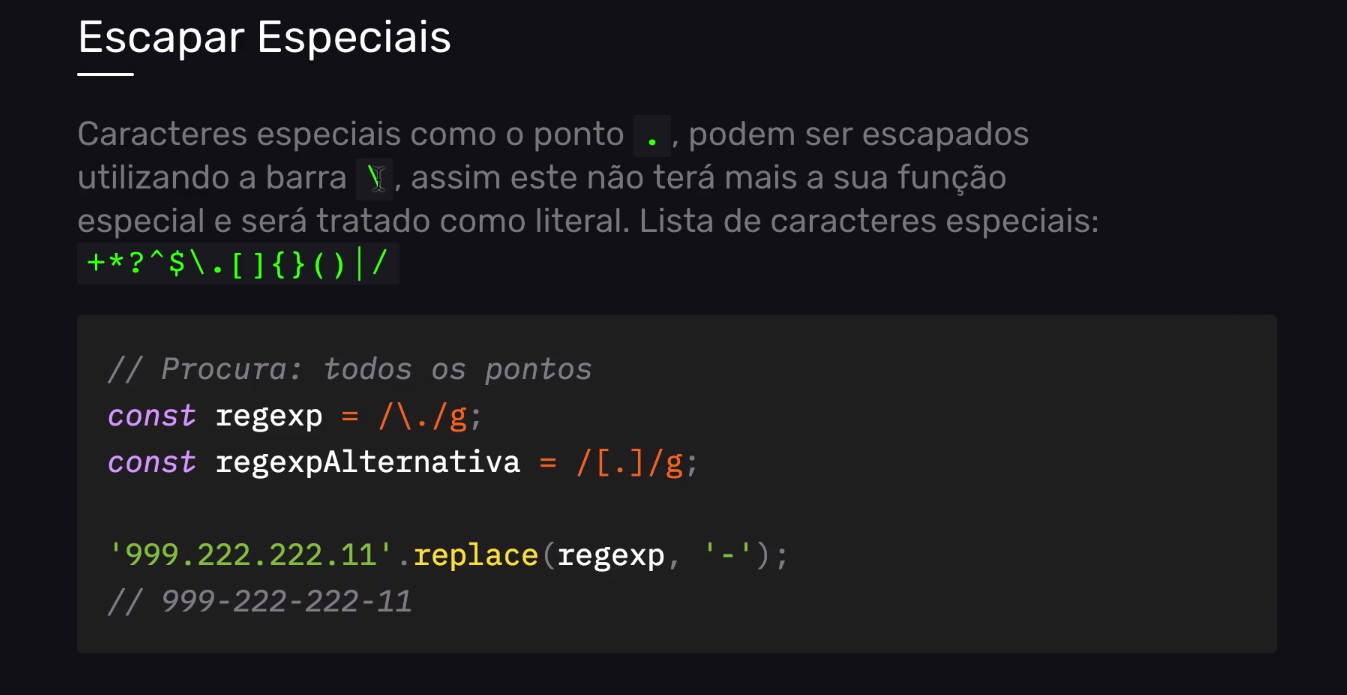 Escapar Especiais
Caracteres especiais como o ponto ., podem ser escapados
utilizando a barra \, assim este não terá mais a sua função
especial e será tratado como literal. Lista de caracteres especiais:
+*?^$\.[]{}()|/
// Procura: todos os pontos
const regexp = /\./g;
const regexpAlternativa = /[.]/g;
'999.222.222.11'.replace(regexp, '-');
// 999-222-222-11